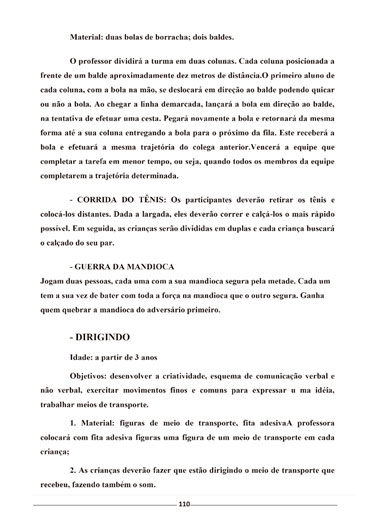 Material: duas bolas de borracha; dois baldes.
O professor dividirá a turma em duas colunas. Cada coluna posicionada a
frente de um balde aproximadamente dez metros de distância.O primeiro aluno de
cada coluna, com a bola na mão, se deslocará em direção ao balde podendo quicar
ou não a bola. Ao chegar a linha demarcada, lançará a bola em direção ao balde,
na tentativa de efetuar uma cesta. Pegará novamente a bola e retornará da mesma
forma até a sua coluna entregando a bola para o próximo da fila. Este receberá a
bola e efetuará a mesma trajetória do colega anterior.Vencerá a equipe que
completar a tarefa em menor tempo, ou seja, quando todos os membros da equipe
completarem a trajetória determinada.
- CORRIDA DO TÊNIS: Os participantes deverão retirar os tênis e
colocá-los distantes. Dada a largada, eles deverão correr e calçá-los o mais rápido
possível. Em seguida, as crianças serão divididas em duplas e cada criança buscará
o calçado do seu par.
- GUERRA DA MANDIOCA
Jogam duas pessoas, cada uma com a sua mandioca segura pela metade. Cada um
tem a sua vez de bater com toda a força na mandioca que o outro segura. Ganha
quem quebrar a mandioca do adversário primeiro.
- DIRIGINDO
Idade: a partir de 3 anos
Objetivos: desenvolver a criatividade, esquema de comunicação verbal e
não verbal, exercitar movimentos finos e comuns para expressar u ma idéia,
trabalhar meios de transporte.
1. Material: figuras de meio de transporte, fita adesivaA professora
colocará com fita adesiva figuras uma figura de um meio de transporte em cada
criança;
2. As crianças deverão fazer que estão dirigindo o meio de transporte que
recebeu, fazendo também o som.
110